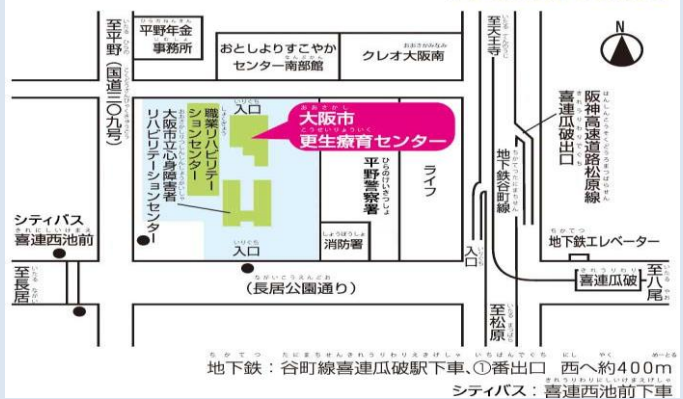 至平野（国道三〇九号）
平野年金
事務所
おとしよりすこやか
センター南部館
クレオ大阪南
至天王寺
N
阪神高速道路松原線
喜連瓜破出口
入口
大阪市
更生療育センター
職業リハビリテー
ションセンター
大阪市立心身障害者
リハビリテーションセンター
平野警察署
ライフ
地下鉄谷町線
消防署
入口
入口
シティバス
喜連西池前
至長居
（長居公園通り）
地下鉄エレベーター
喜連瓜破
至八尾
至松原
地下鉄：谷町線喜連瓜破駅下車、①番出口 西へ約400m
シティバス：喜連西池前下車